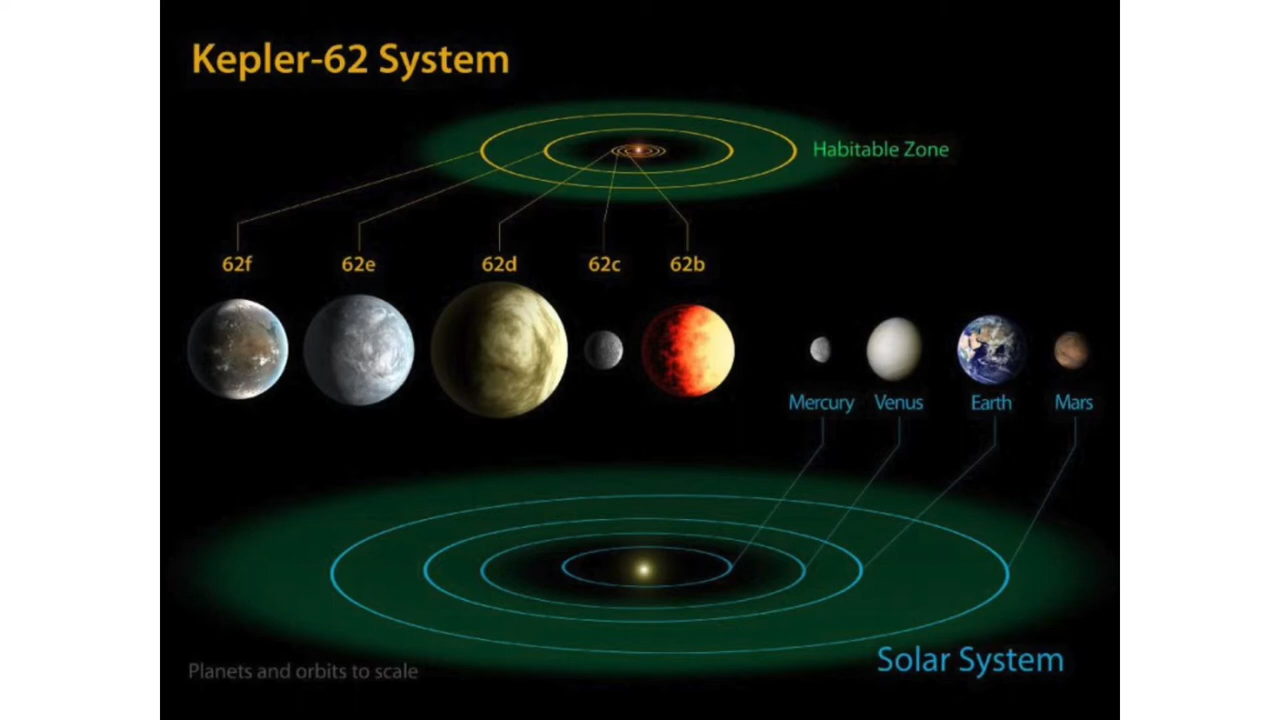 Kepler-62 System
Habitable Zone
62f 62e 62d 62c 62b
Mercury Venus Earth Mars
Solar System
Planets and orbits to scale